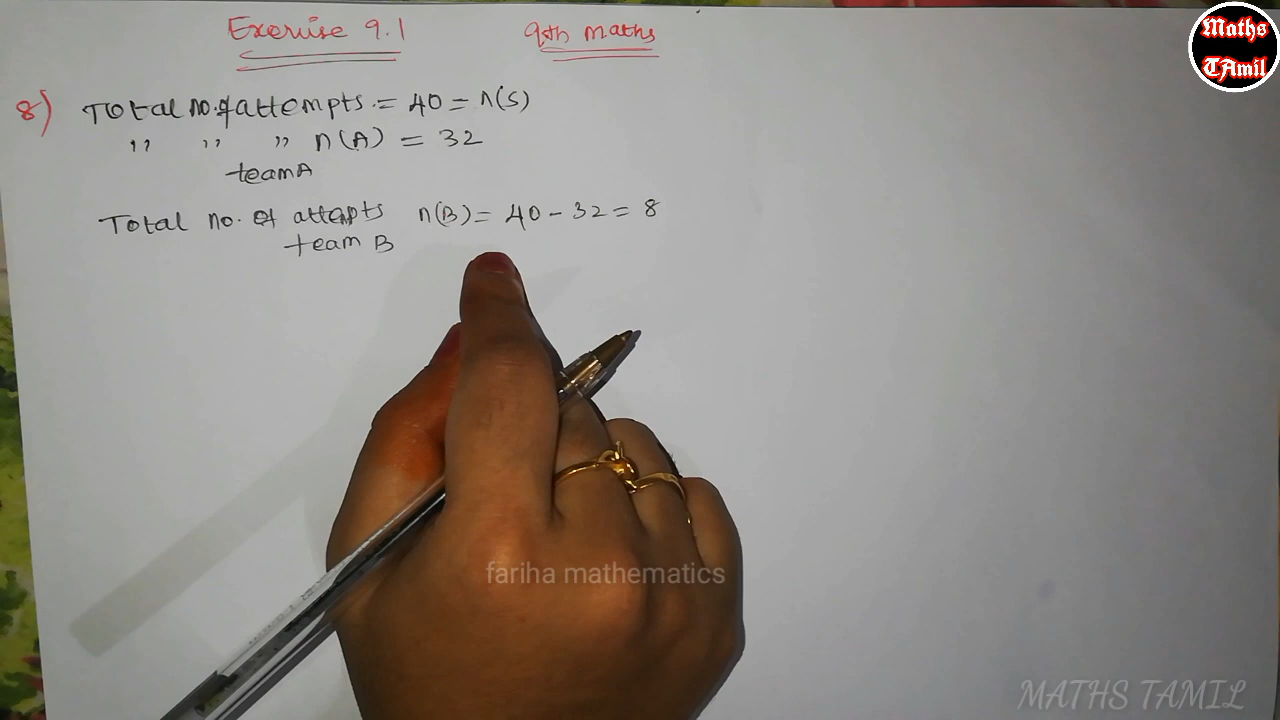 Exercise 9.1 9th maths
Maths
TAmil
8) Total no. of attempts = 40 = n(S)
,, ,, ,, n(A) = 32
team A
Total no. of attepts n(B) = 40 - 32 = 8
team B
fariha mathematics
MATHS TAMIL